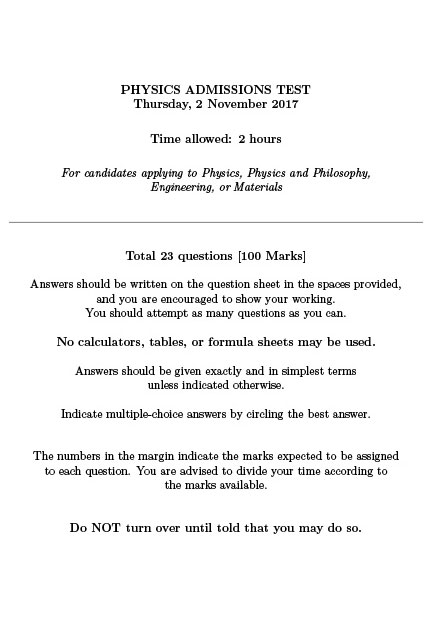 PHYSICS ADMISSIONS TEST
Thursday, 2 November 2017
Time allowed: 2 hours
For candidates applying to Physics, Physics and Philosophy,
Engineering, or Materials
Total 23 questions [100 Marks]
Answers should be written on the question sheet in the spaces provided,
and you are encouraged to show your working.
You should attempt as many questions as you can.
No calculators, tables, or formula sheets may be used.
Answers should be given exactly and in simplest terms
unless indicated otherwise.
Indicate multiple-choice answers by circling the best answer.
The numbers in the margin indicate the marks expected to be assigned
to each question. You are advised to divide your time according to
the marks available.
Do NOT turn over until told that you may do so.